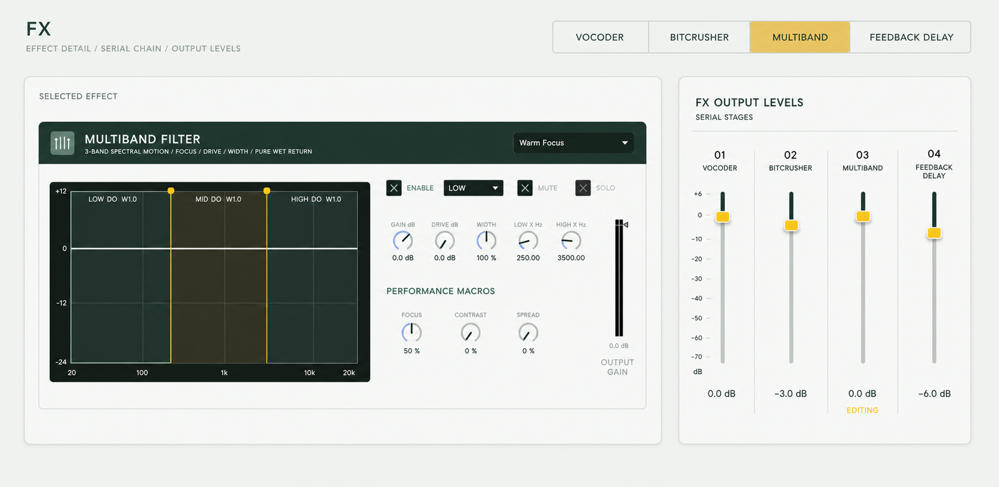 FX
EFFECT DETAIL / SERIAL CHAIN / OUTPUT LEVELS
VOCODER
BITCRUSHER
MULTIBAND
FEEDBACK DELAY
SELECTED EFFECT
MULTIBAND FILTER
3-BAND SPECTRAL MOTION / FOCUS / DRIVE / WIDTH / PURE WET RETURN
Warm Focus
+12
0
-12
-24
LOW DO W1.0
MID DO W1.0
HIGH DO W1.0
20
100
1k
10k
20k
ENABLE
LOW
MUTE
SOLO
GAIN dB
DRIVE dB
WIDTH
LOW X Hz
HIGH X Hz
0.0 dB
0.0 dB
100 %
250.00
3500.00
PERFORMANCE MACROS
FOCUS
CONTRAST
SPREAD
50 %
0 %
0 %
0.0 dB
OUTPUT
GAIN
FX OUTPUT LEVELS
SERIAL STAGES
01
VOCODER
02
BITCRUSHER
03
MULTIBAND
04
FEEDBACK
DELAY
+6
0
-10
-20
-30
-40
-50
-60
-70
dB
0.0 dB
-3.0 dB
0.0 dB
-6.0 dB
EDITING